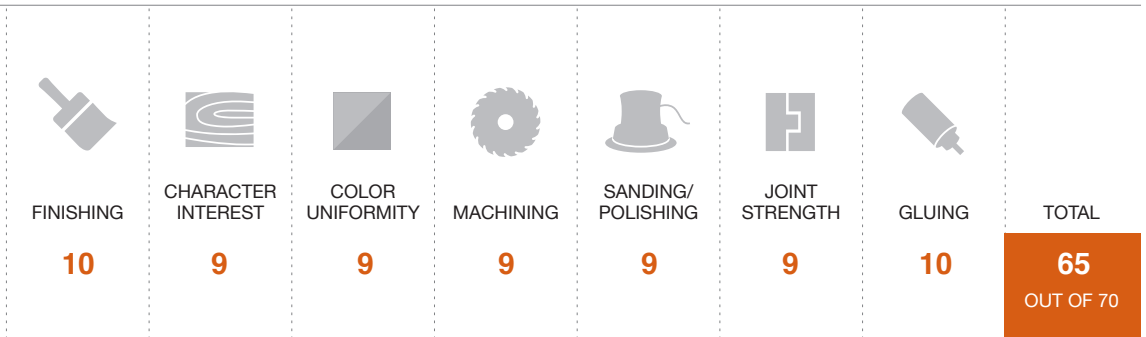 FINISHING
10
CHARACTER
INTEREST
9
COLOR
UNIFORMITY
9
MACHINING
9
SANDING/
POLISHING
9
JOINT
STRENGTH
9
GLUING
10
TOTAL
65
OUT OF 70